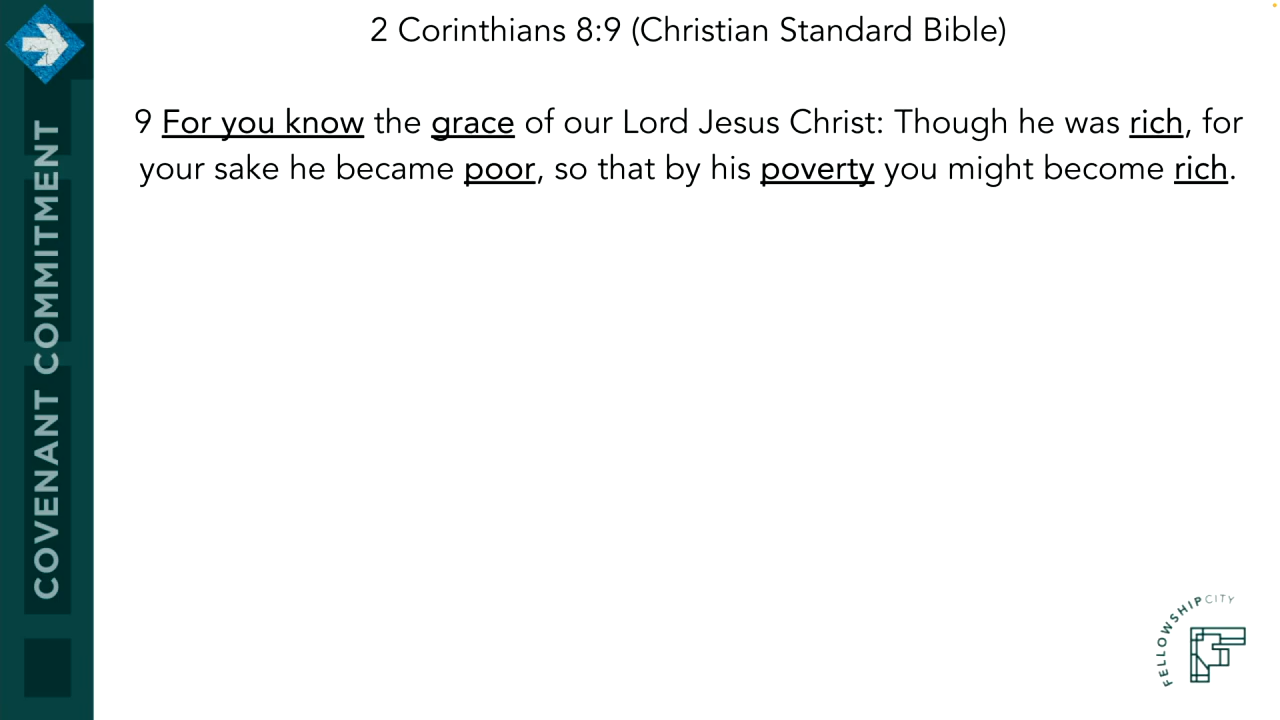 2 Corinthians 8:9 (Christian Standard Bible)
9 For you know the grace of our Lord Jesus Christ: Though he was rich, for
your sake he became poor, so that by his poverty you might become rich.
COVENANT COMMITMENT
FELLOWSHIPCITY